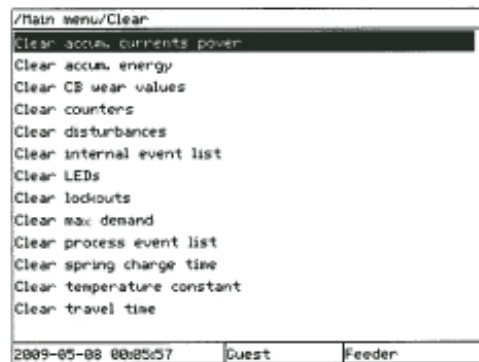 /Main menu/Clear
Clear accum. currents power
Clear accum. energy
Clear CB wear values
Clear counters
Clear disturbances
Clear internal event list
Clear LEDs
Clear lockouts
Clear max demand
Clear process event list
Clear spring charge time
Clear temperature constant
Clear travel time
2009-05-08 00:05:57 Guest Feeder